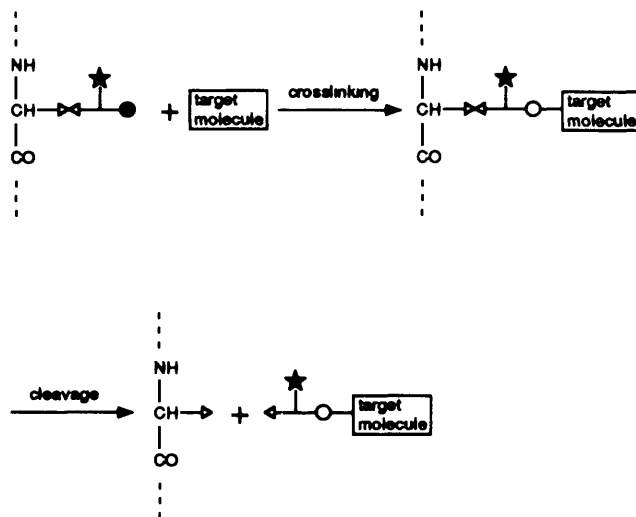 NH
CH
CO
+
target
molecule
crosslinking
NH
CH
CO
target
molecule
cleavage
NH
CH
CO
+
target
molecule